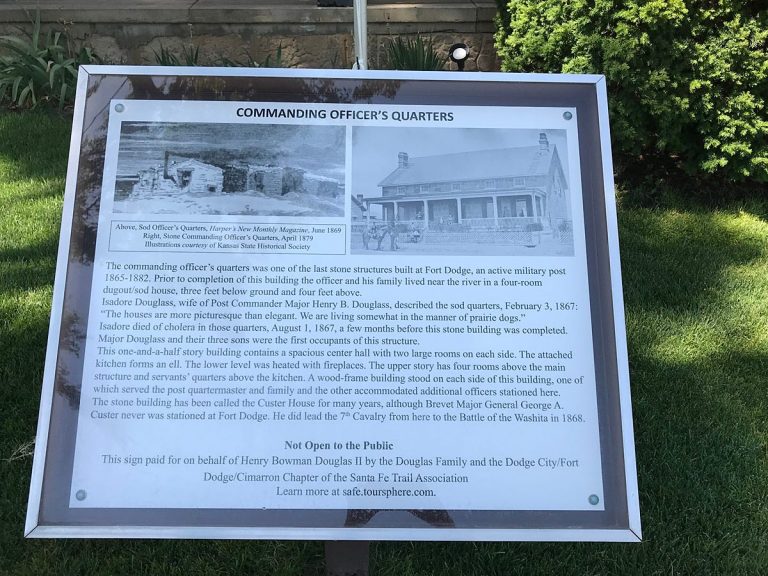 COMMANDING OFFICER'S QUARTERS
Above, Sod Officer's Quarters, Harper's New Monthly Magazine, June 1869
Right, Stone Commanding Officer's Quarters, April 1879
Illustrations courtesy of Kansas State Historical Society
The commanding officer's quarters was one of the last stone structures built at Fort Dodge, an active military post
1865-1882. Prior to completion of this building the officer and his family lived near the river in a four-room
dugout/sod house, three feet below ground and four feet above.
Isadore Douglass, wife of Post Commander Major Henry B. Douglass, described the sod quarters, February 3, 1867:
"The houses are more picturesque than elegant. We are living somewhat in the manner of prairie dogs."
Isadore died of cholera in those quarters, August 1, 1867, a few months before this stone building was completed.
Major Douglass and their three sons were the first occupants of this structure.
This one-and-a-half story building contains a spacious center hall with two large rooms on each side. The attached
kitchen forms an ell. The lower level was heated with fireplaces. The upper story has four rooms above the main
structure and servants' quarters above the kitchen. A wood-frame building stood on each side of this building, one of
which served the post quartermaster and family and the other accommodated additional officers stationed here.
The stone building has been called the Custer House for many years, although Brevet Major General George A.
Custer never was stationed at Fort Dodge. He did lead the 7th Cavalry from here to the Battle of the Washita in 1868.
Not Open to the Public
This sign paid for on behalf of Henry Bowman Douglas II by the Douglas Family and the Dodge City/Fort
Dodge/Cimarron Chapter of the Santa Fe Trail Association
Learn more at safe.toursphere.com.